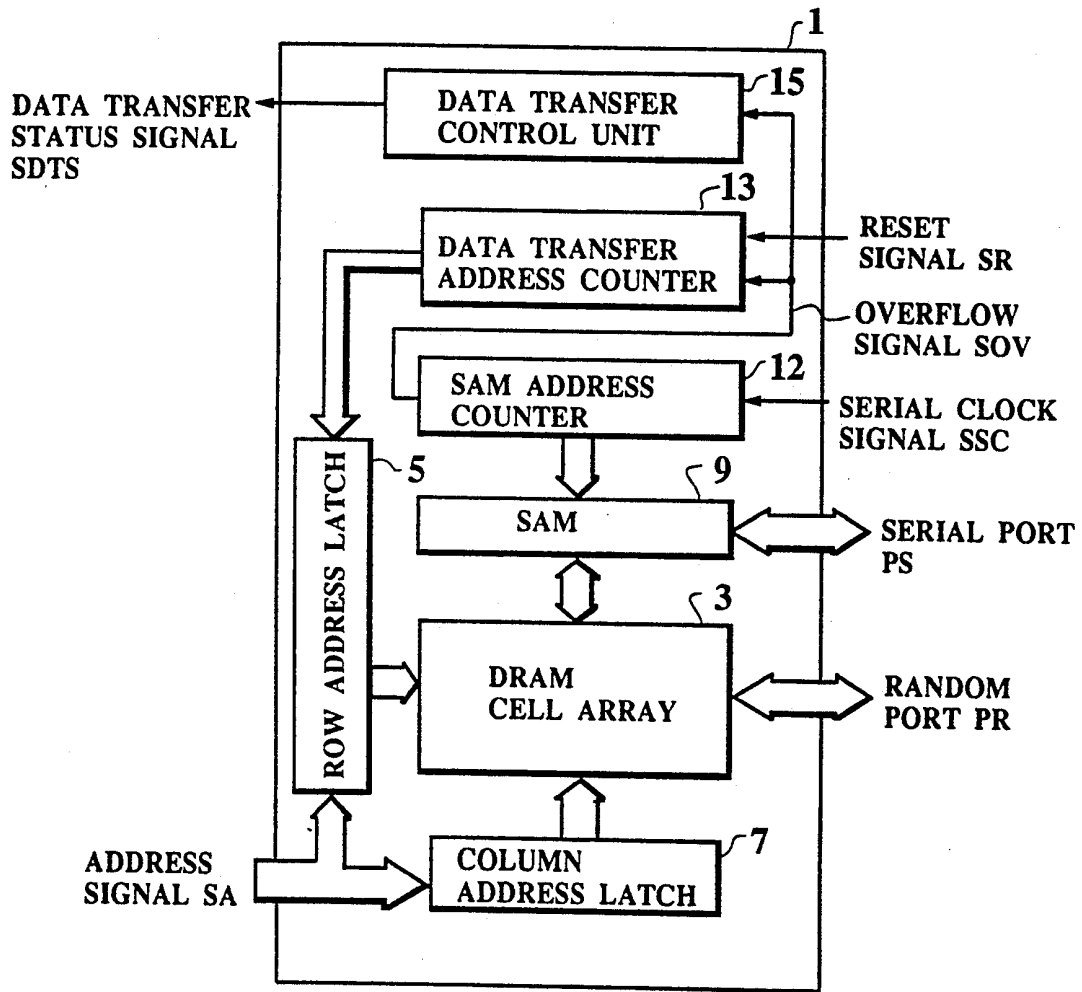 1
15
DATA TRANSFER
CONTROL UNIT
DATA TRANSFER
STATUS SIGNAL
SDTS
13
DATA TRANSFER
ADDRESS COUNTER
RESET
SIGNAL SR
OVERFLOW
SIGNAL SOV
12
SAM ADDRESS
COUNTER
SERIAL CLOCK
SIGNAL SSC
5
ROW ADDRESS LATCH
9
SAM
SERIAL PORT
PS
3
DRAM
CELL ARRAY
RANDOM
PORT PR
7
COLUMN
ADDRESS LATCH
ADDRESS
SIGNAL SA